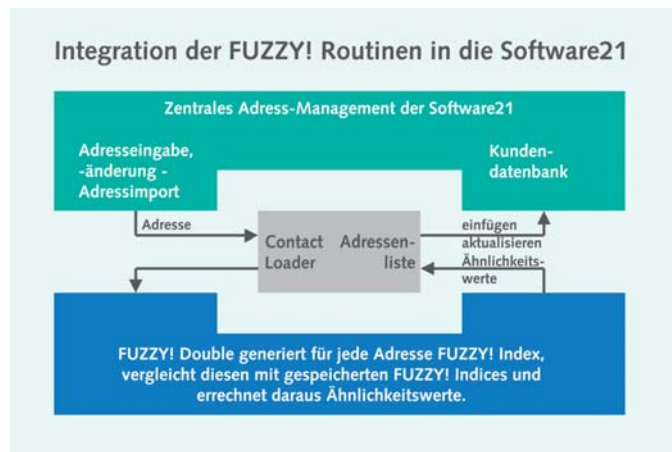 Integration der FUZZY! Routinen in die Software21
Zentrales Adress-Management der Software21
Adresseingabe,
-änderung -
Adressimport
Kunden-
datenbank
Adresse
Contact
Loader
Adressen-
liste
einfügen
aktualisieren
Ähnlichkeits-
werte
FUZZY! Double generiert für jede Adresse FUZZY! Index,
vergleicht diesen mit gespeicherten FUZZY! Indices und
errechnet daraus Ähnlichkeitswerte.